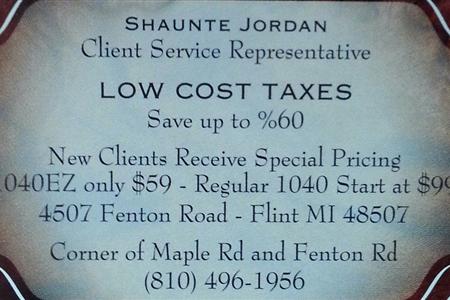 SHAUNTE JORDAN
Client Service Representative
LOW COST TAXES
Save up to %60
New Clients Receive Special Pricing
1040EZ only $59 - Regular 1040 Start at $99
4507 Fenton Road - Flint MI 48507
Corner of Maple Rd and Fenton Rd
(810) 496-1956